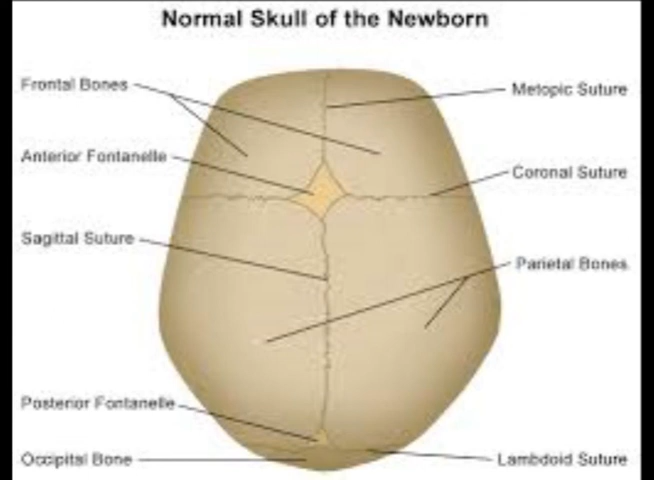 Normal Skull of the Newborn
Frontal Bones
Metopic Suture
Anterior Fontanelle
Coronal Suture
Sagittal Suture
Parietal Bones
Posterior Fontanelle
Occipital Bone
Lambdoid Suture